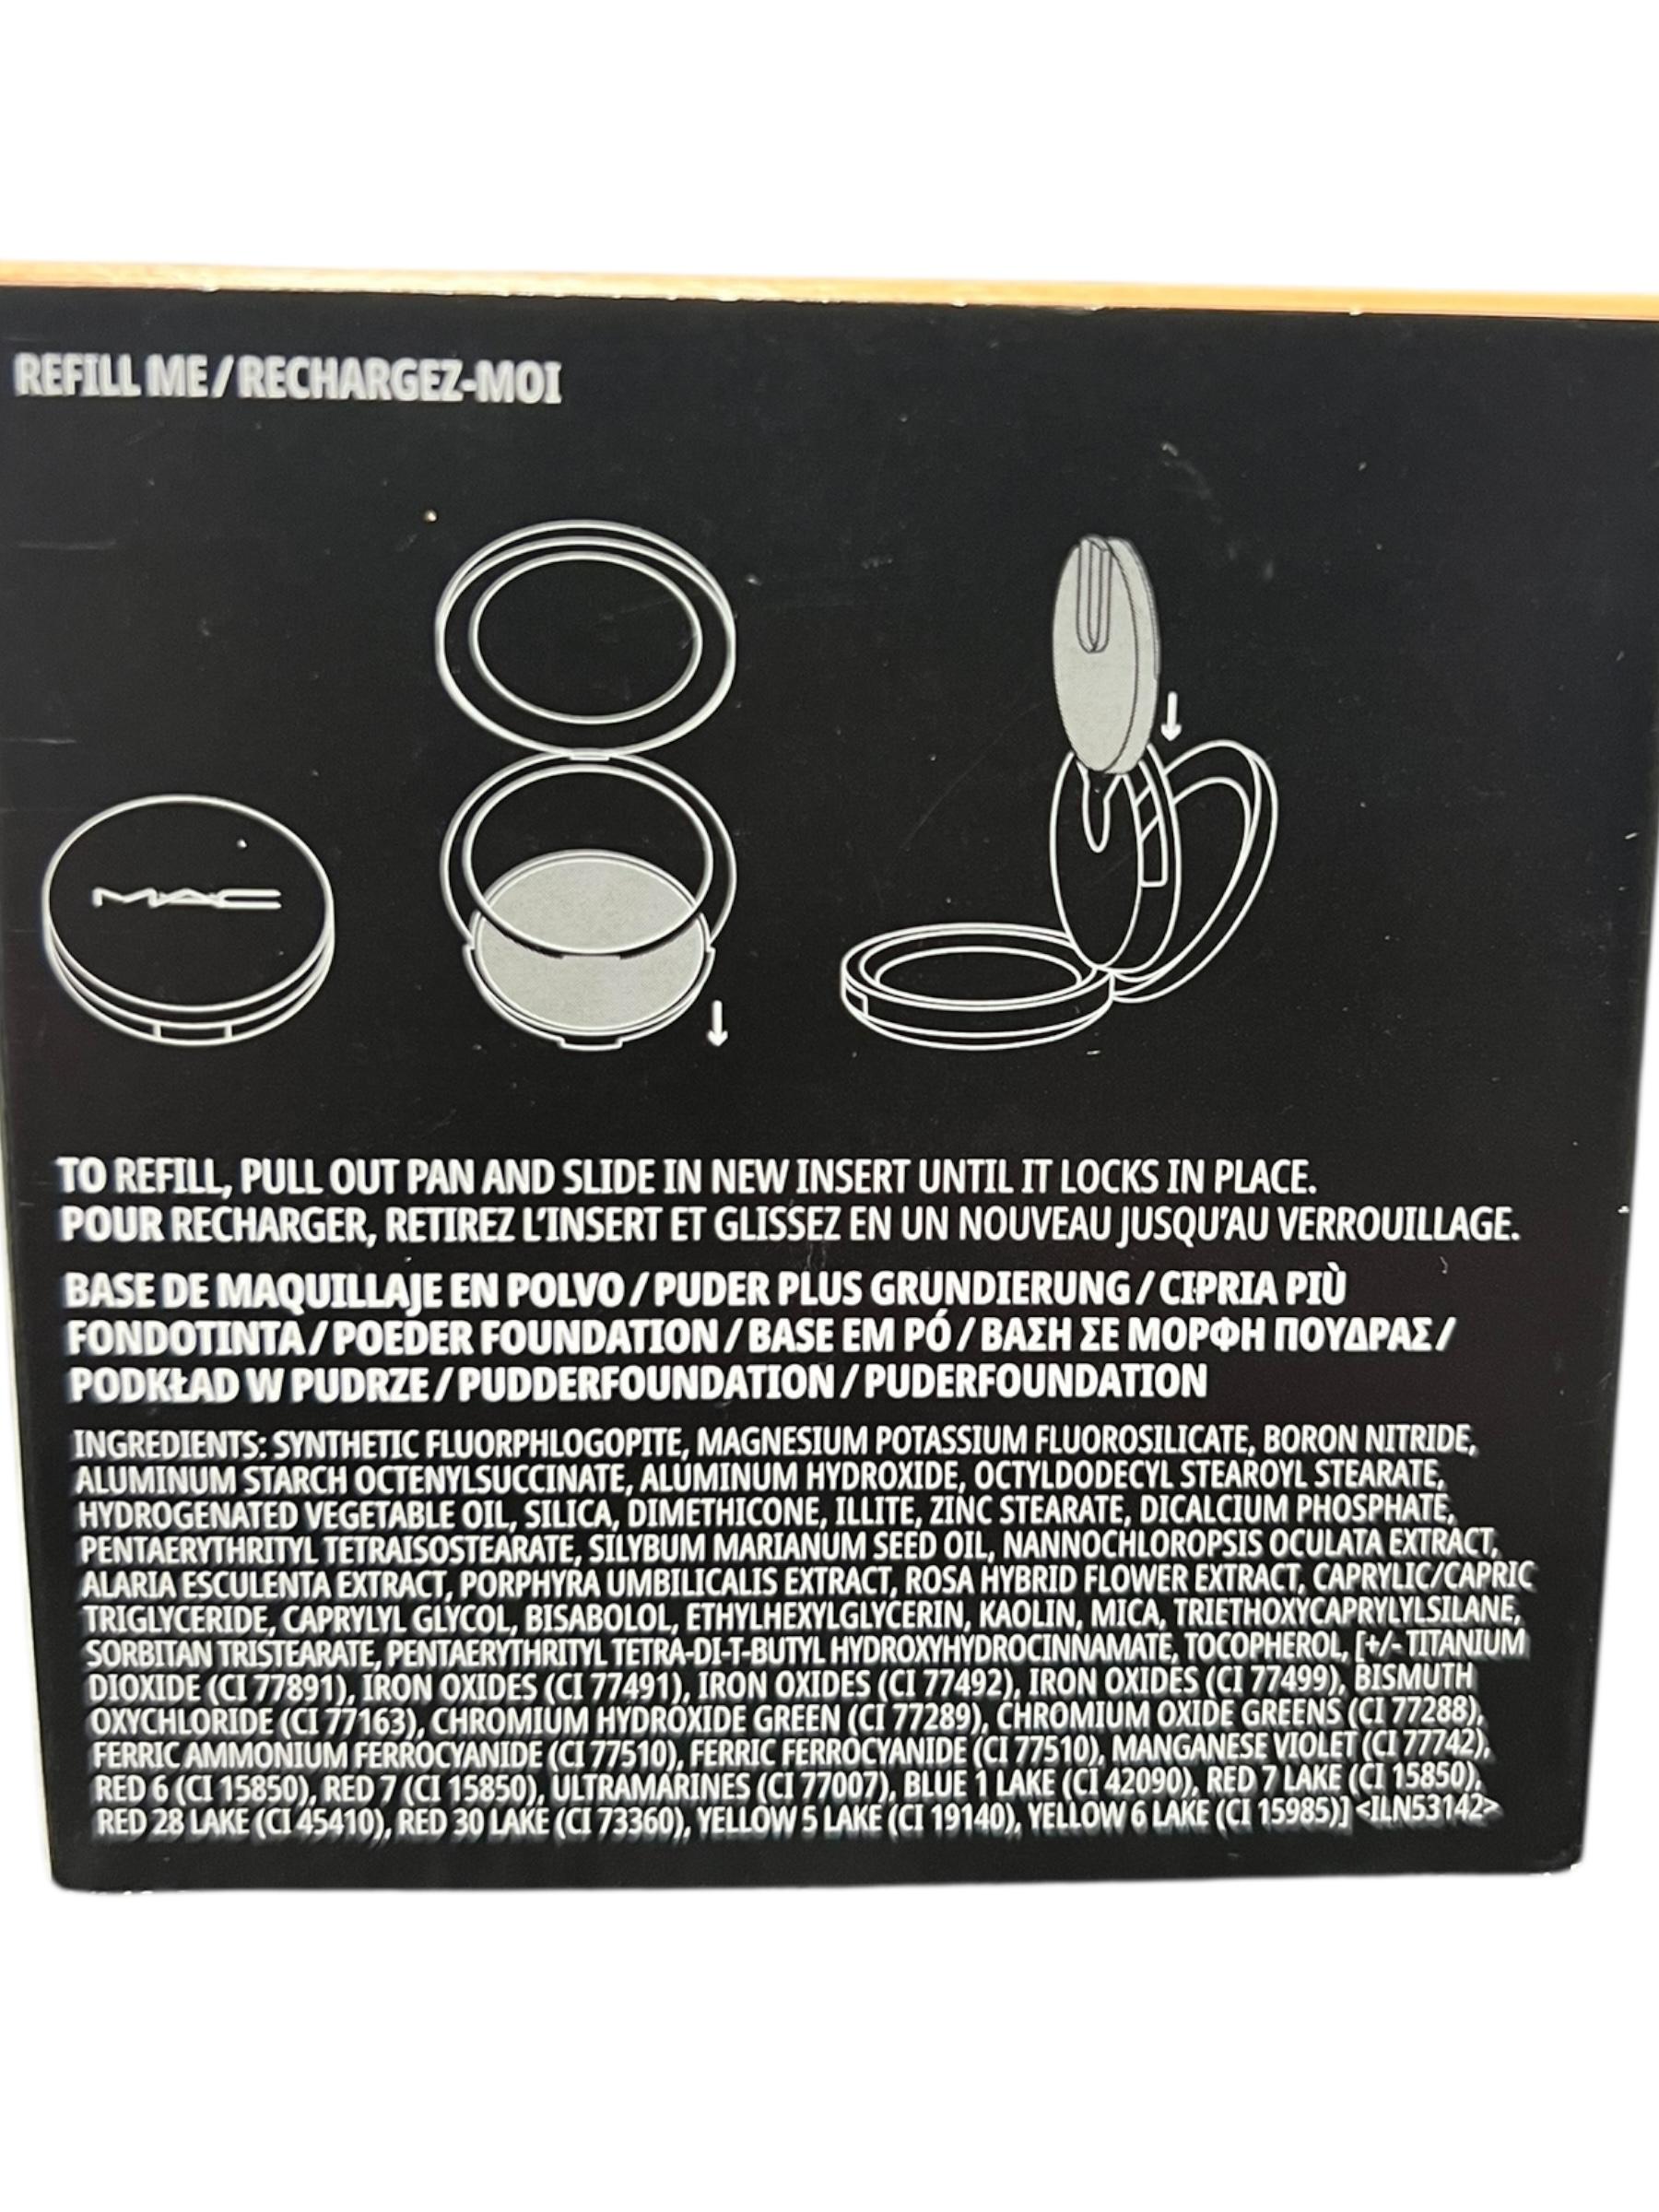 REFILL ME / RECHARGEZ-MOI
MAC
TO REFILL, PULL OUT PAN AND SLIDE IN NEW INSERT UNTIL IT LOCKS IN PLACE.
POUR RECHARGER, RETIREZ L'INSERT ET GLISSEZ EN UN NOUVEAU JUSQU'AU VERROUILLAGE.
BASE DE MAQUILLAJE EN POLVO / PUDER PLUS GRUNDIERUNG / CIPRIA PIÙ
FONDOTINTA / POEDER FOUNDATION / BASE EM PÓ / ΒΑΣΗ ΣΕ ΜΟΡΦΗ ΠΟΥΔΡΑΣ /
PODKŁAD W PUDRZE / PUDDERFOUNDATION / PUDERFOUNDATION
INGREDIENTS: SYNTHETIC FLUORPHLOGOPITE, MAGNESIUM POTASSIUM FLUOROSILICATE, BORON NITRIDE,
ALUMINUM STARCH OCTENYLSUCCINATE, ALUMINUM HYDROXIDE, OCTYLDODECYL STEAROYL STEARATE,
HYDROGENATED VEGETABLE OIL, SILICA, DIMETHICONE, ILLITE, ZINC STEARATE, DICALCIUM PHOSPHATE,
PENTAERYTHRITYL TETRAISOSTEARATE, SILYBUM MARIANUM SEED OIL, NANNOCHLOROPSIS OCULATA EXTRACT,
ALARIA ESCULENTA EXTRACT, PORPHYRA UMBILICALIS EXTRACT, ROSA HYBRID FLOWER EXTRACT, CAPRYLIC/CAPRIC
TRIGLYCERIDE, CAPRYLYL GLYCOL, BISABOLOL, ETHYLHEXYLGLYCERIN, KAOLIN, MICA, TRIETHOXYCAPRYLYLSILANE,
SORBITAN TRISTEARATE, PENTAERYTHRITYL TETRA-DI-T-BUTYL HYDROXYHYDROCINNAMATE, TOCOPHEROL, [+/- TITANIUM
DIOXIDE (CI 77891), IRON OXIDES (CI 77491), IRON OXIDES (CI 77492), IRON OXIDES (CI 77499), BISMUTH
OXYCHLORIDE (CI 77163), CHROMIUM HYDROXIDE GREEN (CI 77289), CHROMIUM OXIDE GREENS (CI 77288),
FERRIC AMMONIUM FERROCYANIDE (CI 77510), FERRIC FERROCYANIDE (CI 77510), MANGANESE VIOLET (CI 77742),
RED 6 (CI 15850), RED 7 (CI 15850), ULTRAMARINES (CI 77007), BLUE 1 LAKE (CI 42090), RED 7 LAKE (CI 15850),
RED 28 LAKE (CI 45410), RED 30 LAKE (CI 73360), YELLOW 5 LAKE (CI 19140), YELLOW 6 LAKE (CI 15985)] <ILN53142>